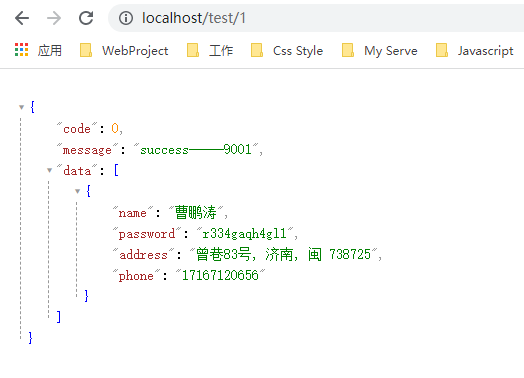 localhost/test/1
应用 WebProject 工作 Css Style My Serve Javascript
{
"code": 0,
"message": "success————9001",
"data": [
{
"name": "曹鹏涛",
"password": "r334gaqh4gl1",
"address": "曾巷83号, 济南, 闽 738725",
"phone": "17167120656"
}
]
}